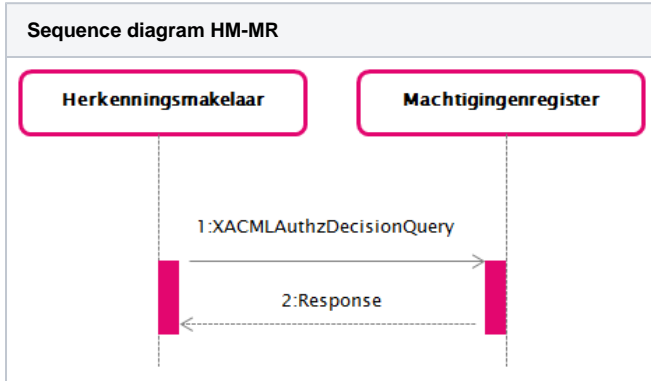 Sequence diagram HM-MR
Herkenningsmakelaar
Machtigingenregister
1:XACMLAuthzDecisionQuery
2:Response